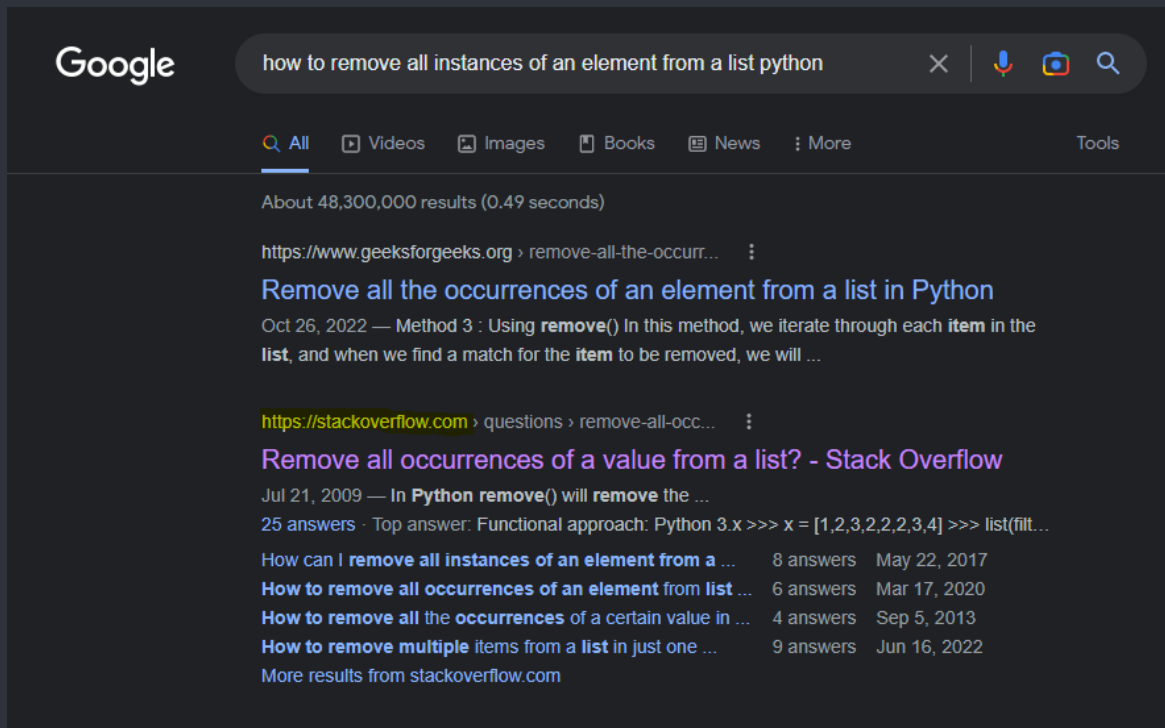 Google
how to remove all instances of an element from a list python
All Videos Images Books News More Tools
About 48,300,000 results (0.49 seconds)
https://www.geeksforgeeks.org › remove-all-the-occurr...
Remove all the occurrences of an element from a list in Python
Oct 26, 2022 — Method 3 : Using remove() In this method, we iterate through each item in the
list, and when we find a match for the item to be removed, we will ...
https://stackoverflow.com › questions › remove-all-occ...
Remove all occurrences of a value from a list? - Stack Overflow
Jul 21, 2009 — In Python remove() will remove the ...
25 answers · Top answer: Functional approach: Python 3.x >>> x = [1,2,3,2,2,2,3,4] >>> list(filt...
How can I remove all instances of an element from a ... 8 answers May 22, 2017
How to remove all occurrences of an element from list ... 6 answers Mar 17, 2020
How to remove all the occurrences of a certain value in ... 4 answers Sep 5, 2013
How to remove multiple items from a list in just one ... 9 answers Jun 16, 2022
More results from stackoverflow.com